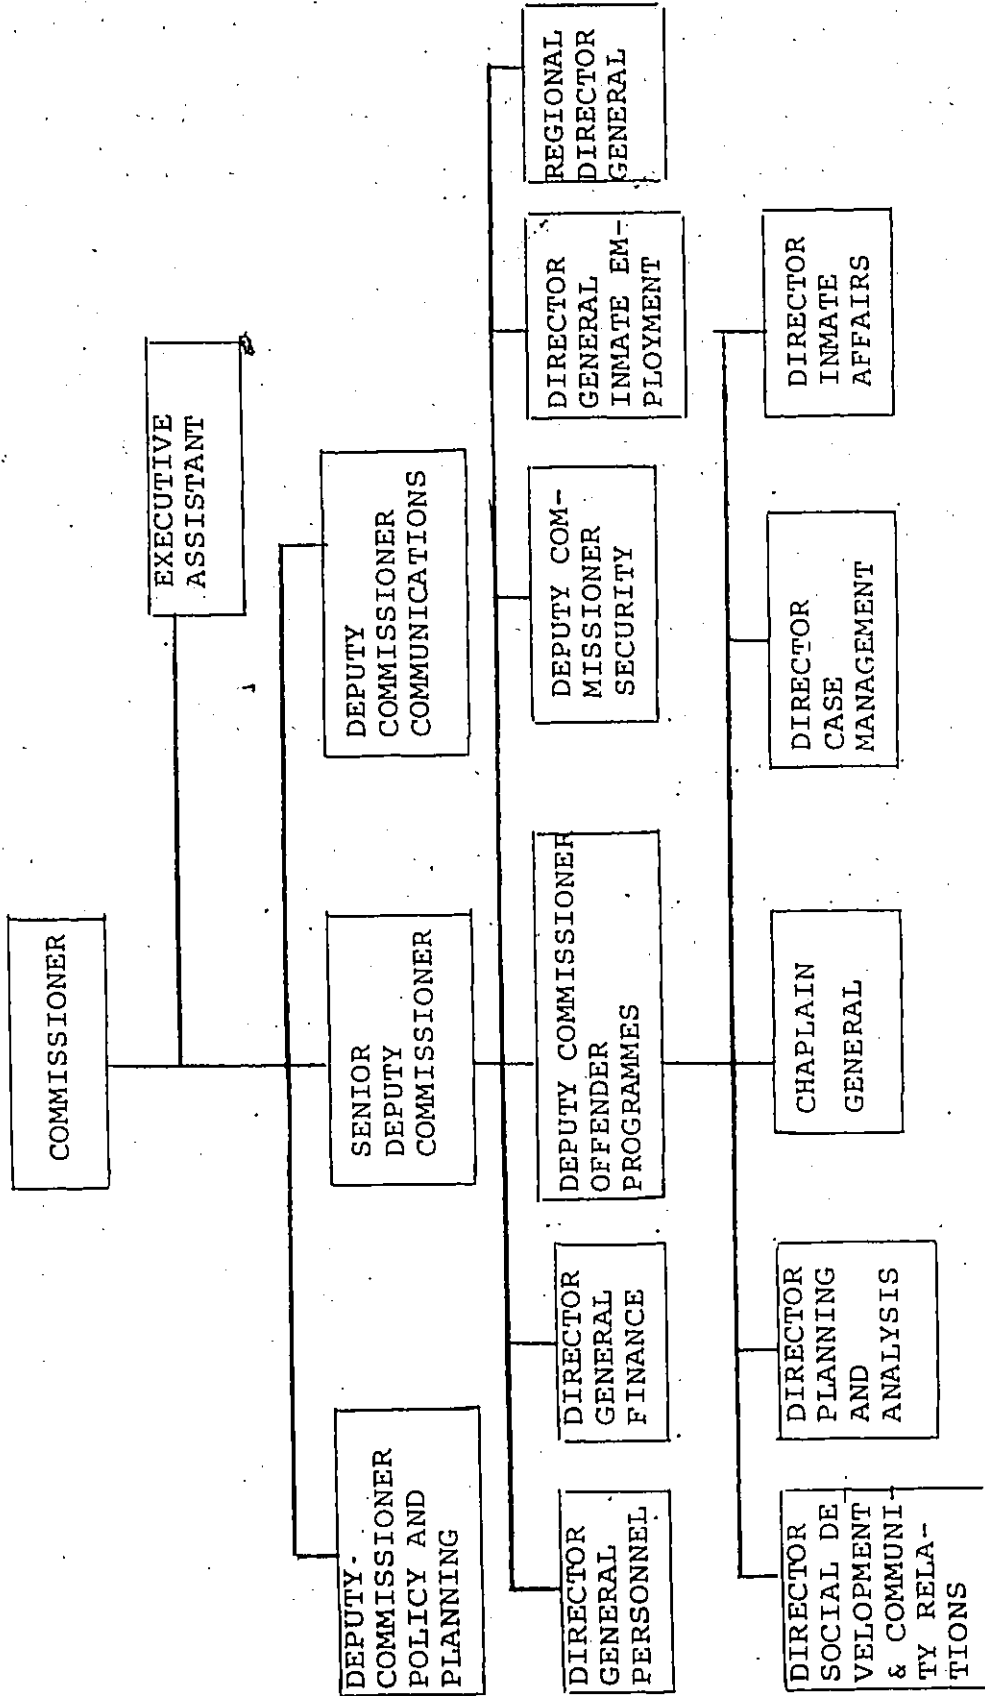 COMMISSIONER
EXECUTIVE
ASSISTANT
DEPUTY-
COMMISSIONER
POLICY AND
PLANNING
SENIOR
DEPUTY
COMMISSIONER
DEPUTY
COMMISSIONER
COMMUNICATIONS
DIRECTOR
GENERAL
PERSONNEL
DIRECTOR
GENERAL
FINANCE
DEPUTY COMMISSIONER
OFFENDER
PROGRAMMES
DEPUTY COM-
MISSIONER
SECURITY
DIRECTOR
GENERAL
INMATE EM-
PLOYMENT
REGIONAL
DIRECTOR
GENERAL
DIRECTOR
SOCIAL DE
VELOPMENT
& COMMUNI-
TY RELA-
TIONS
DIRECTOR
PLANNING
AND
ANALYSIS
CHAPLAIN
GENERAL
DIRECTOR
CASE
MANAGEMENT
DIRECTOR
INMATE
AFFAIRS